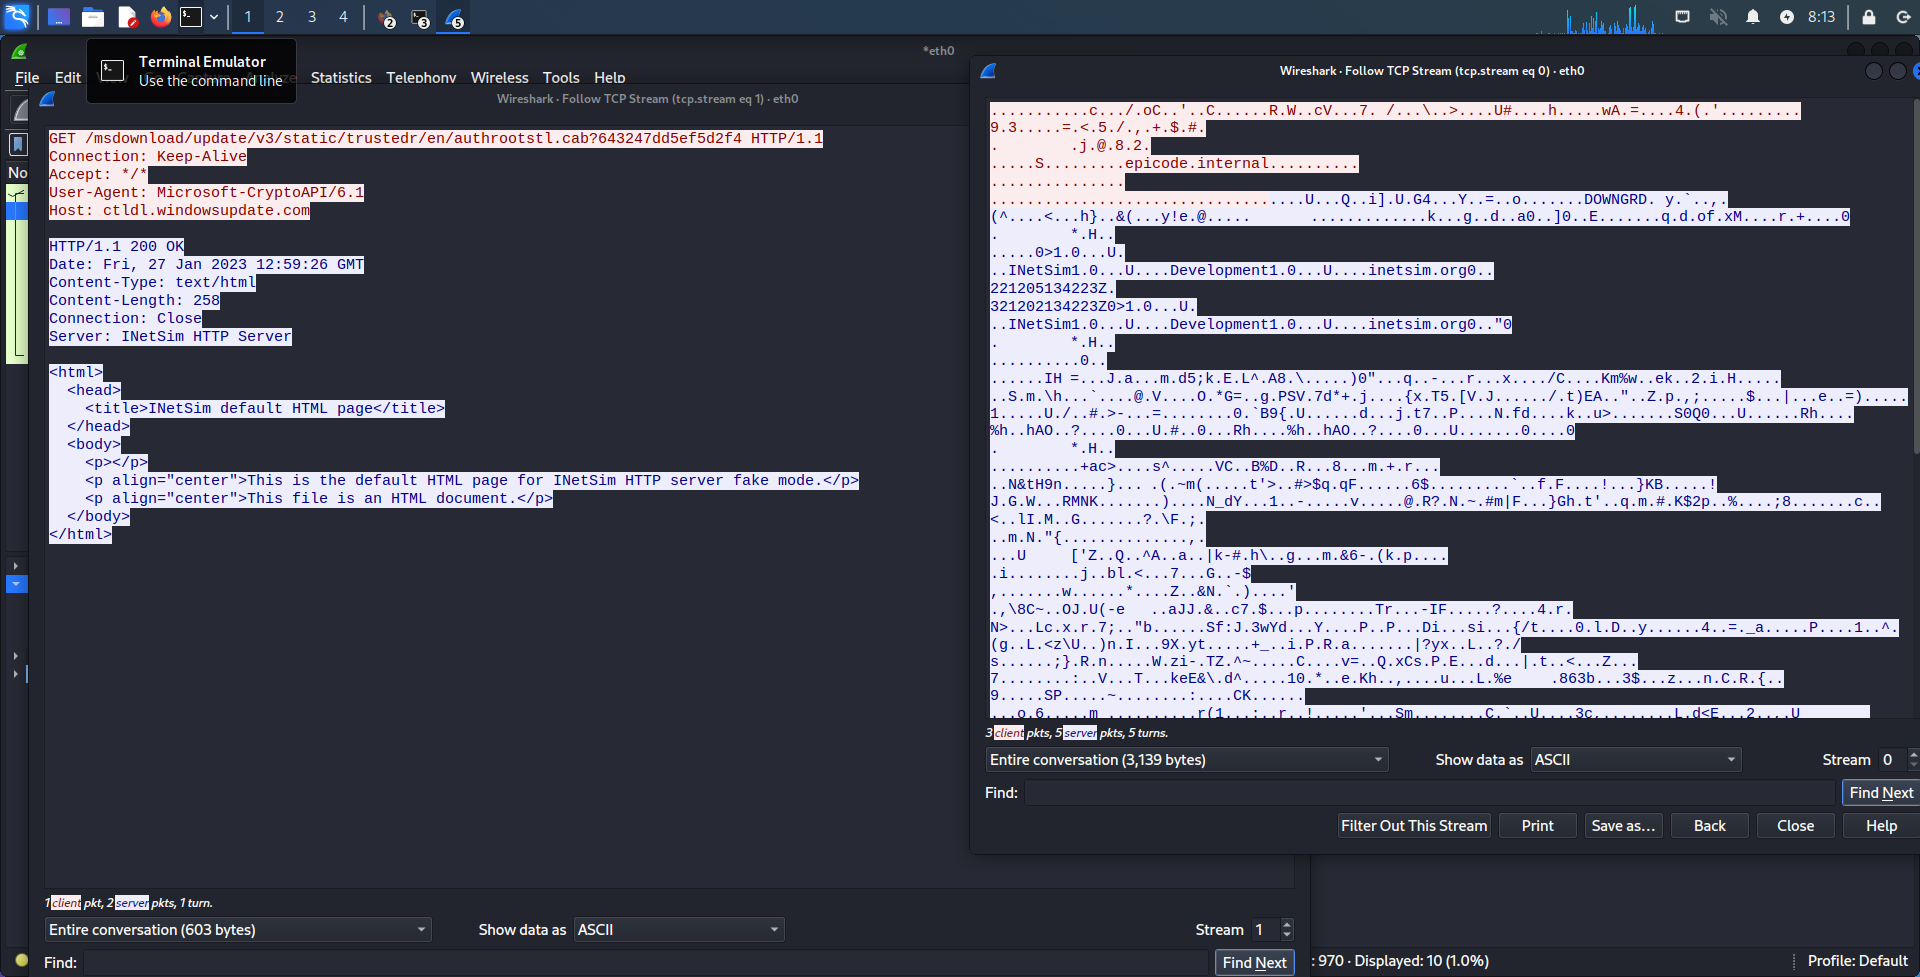 1 2 3 4 2 3 5 8:13
Terminal Emulator
Use the command line
*eth0
File Edit Statistics Telephony Wireless Tools Help
No
Wireshark · Follow TCP Stream (tcp.stream eq 1) · eth0
GET /msdownload/update/v3/static/trustedr/en/authrootstl.cab?643247dd5ef5d2f4 HTTP/1.1
Connection: Keep-Alive
Accept: */*
User-Agent: Microsoft-CryptoAPI/6.1
Host: ctldl.windowsupdate.com
HTTP/1.1 200 OK
Date: Fri, 27 Jan 2023 12:59:26 GMT
Content-Type: text/html
Content-Length: 258
Connection: Close
Server: INetSim HTTP Server
<html>
<head>
<title>INetSim default HTML page</title>
</head>
<body>
<p></p>
<p align="center">This is the default HTML page for INetSim HTTP server fake mode.</p>
<p align="center">This file is an HTML document.</p>
</body>
</html>
1 client pkt, 2 server pkts, 1 turn.
Entire conversation (603 bytes) Show data as ASCII Stream 1
Find: Find Next
Wireshark · Follow TCP Stream (tcp.stream eq 0) · eth0
...........c.../.oC..'..C......R.W..cV...7. /...\..>....U#....h.....wA.=....4.(.'.........
9.3.....=.<.5./.,.+.$.#.
. .j.@.8.2.
.....S.........epicode.internal..........
...............
...................................U...Q..i].U.G4...Y..=..o.......DOWNGRD. y.`..,.
(^....<...h}..&(...y!e.@..... .............k...g..d..a0..]0..E.......q.d.of.xM....r.+....0
. *.H..
.....0>1.0...U.
..INetSim1.0...U....Development1.0...U....inetsim.org0..
221205134223Z.
321202134223Z0>1.0...U.
..INetSim1.0...U....Development1.0...U....inetsim.org0.."0
. *.H..
..........0..
......IH =...J.a...m.d5;k.E.L^.A8.\.....)0"...q..-...r...x..../C....Km%w..ek..2.i.H.....
..S.m.\h...`....@.V....O.*G=..g.PSV.7d*+.j....{x.T5.[V.J....../.t)EA.."..Z.p.,;.....$...|...e..=).....
1.....U./..#.>-...=........0.`B9{.U......d...j.t7..P....N.fd....k..u>.......S0Q0...U......Rh....
%h..hAO..?....0...U.#..0...Rh....%h..hAO..?....0...U.......0....0
. *.H..
..........+ac>....s^.....VC..B%D..R...8...m.+.r...
..N&tH9n.....}... .(.~m(.....t'>..#>$q.qF......6$.........`..f.F....!...}KB.....!
J.G.W...RMNK.......)....N_dY...1..-.....v.....@.R?.N.~.#m|F...}Gh.t'..q.m.#.K$2p..%....;8.......c..
<..lI.M..G.......?.\F.;.
..m.N."{..............,.
...U ['Z..Q..^A..a..|k-#.h\..g...m.&6-.(k.p....
.i........j..bl.<...7...G..-$
,.......w......*....Z..&N.`.)....'
.,\8C~..OJ.U(-e ..aJJ.&..c7.$...p........Tr...-IF.....?....4.r.
N>...Lc.x.r.7;.."b......Sf:J.3wYd...Y....P..P...Di...si...{/t....0.l.D..y......4..=._a.....P....1..^.
(g..L.<z\U..)n.I...9X.yt.....+_..i.P.R.a.......|?yx..L..?./
s......;}.R.n.....W.zi-.TZ.^~.....C....v=..Q.xCs.P.E...d...|.t..<...Z...
7........:..V...T...keE&\.d^.....10.*..e.Kh..,....u...L.%e .863b...3$...z...n.C.R.{..
9.....SP.....~........:....CK......
3 client pkts, 5 server pkts, 5 turns.
Entire conversation (3,139 bytes) Show data as ASCII Stream 0
Find: Find Next
Filter Out This Stream Print Save as… Back Close Help
: 970 · Displayed: 10 (1.0%) Profile: Default